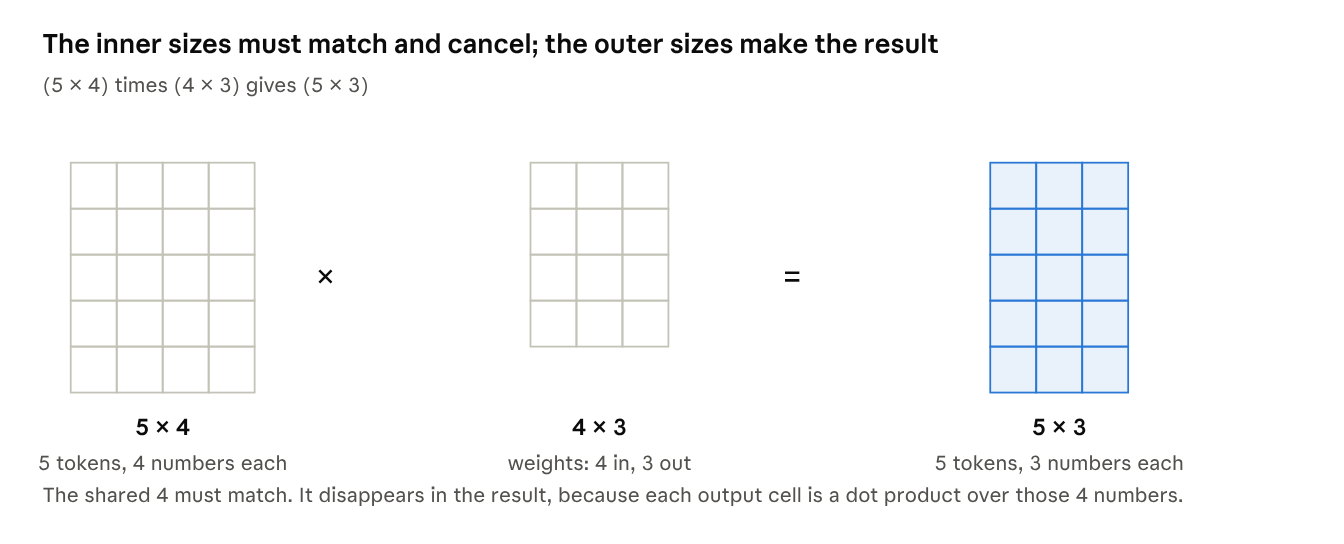 The inner sizes must match and cancel; the outer sizes make the result
(5 × 4) times (4 × 3) gives (5 × 3)
×
=
5 × 4
4 × 3
5 × 3
5 tokens, 4 numbers each
weights: 4 in, 3 out
5 tokens, 3 numbers each
The shared 4 must match. It disappears in the result, because each output cell is a dot product over those 4 numbers.